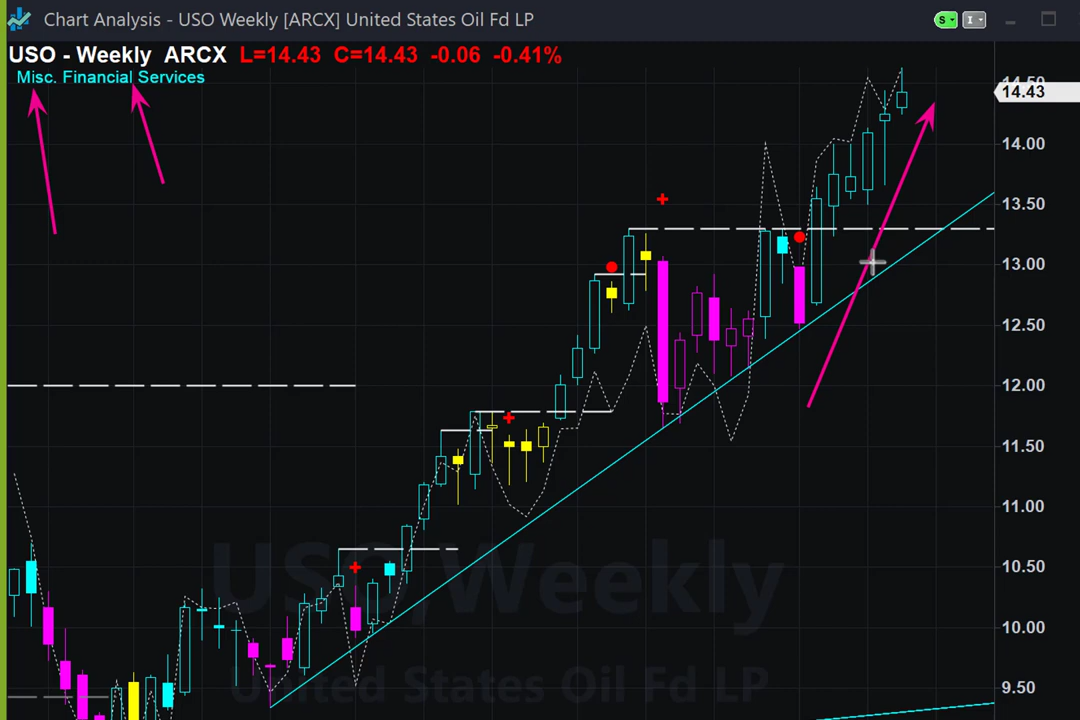 Chart Analysis - USO Weekly [ARCX] United States Oil Fd LP
S
I
USO - Weekly ARCX L=14.43 C=14.43 -0.06 -0.41%
Misc. Financial Services
14.50
14.43
14.00
13.50
13.00
12.50
12.00
11.50
11.00
10.50
10.00
9.50
USO,Weekly
United States Oil Fd LP